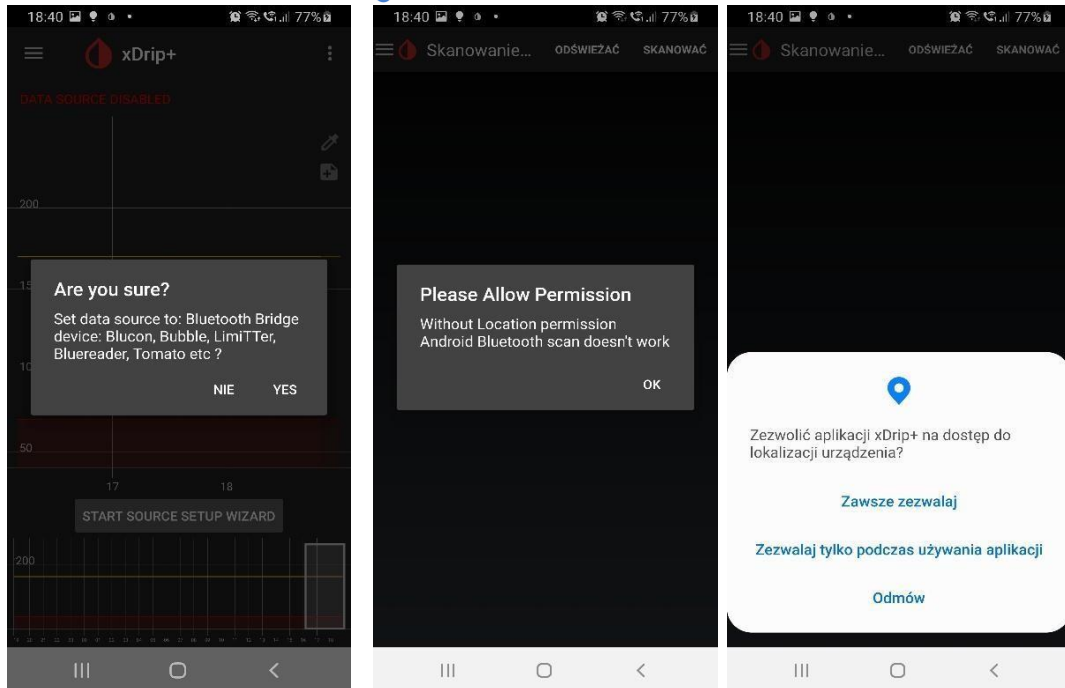 18:40
77%
xDrip+
DATA SOURCE DISABLED
200
15
Are you sure?
Set data source to: Bluetooth Bridge
device: Blucon, Bubble, LimiTTer,
Bluereader, Tomato etc ?
NIE YES
10
50
17 18
START SOURCE SETUP WIZARD
200
18:40
77%
Skanowanie... ODŚWIEŻAĆ SKANOWAĆ
Please Allow Permission
Without Location permission
Android Bluetooth scan doesn't work
OK
18:40
77%
Skanowanie... ODŚWIEŻAĆ SKANOWAĆ
Zezwolić aplikacji xDrip+ na dostęp do
lokalizacji urządzenia?
Zawsze zezwalaj
Zezwalaj tylko podczas używania aplikacji
Odmów